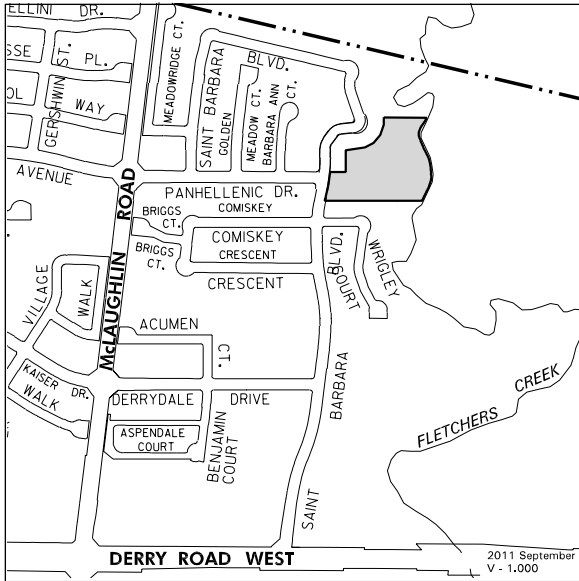 ELLINI DR.
SSE
ST.
PL.
OL
GERSHWIN
WAY
AVENUE
MEADOWRIDGE CT.
SAINT BARBARA
BLVD.
GOLDEN
MEADOW CT.
BARBARA ANN
CT.
PANHELLENIC DR.
BRIGGS
CT.
COMISKEY
COMISKEY
CRESCENT
BRIGGS
CT.
CRESCENT
BLVD.
COURT
WRIGLEY
McLAUGHLIN ROAD
VILLAGE
WALK
ACUMEN
CT.
KAISER DR.
WALK
DERRYDALE DRIVE
ASPENDALE
COURT
BENJAMIN
COURT
SAINT BARBARA
FLETCHERS CREEK
DERRY ROAD WEST
2011 September
V - 1.000